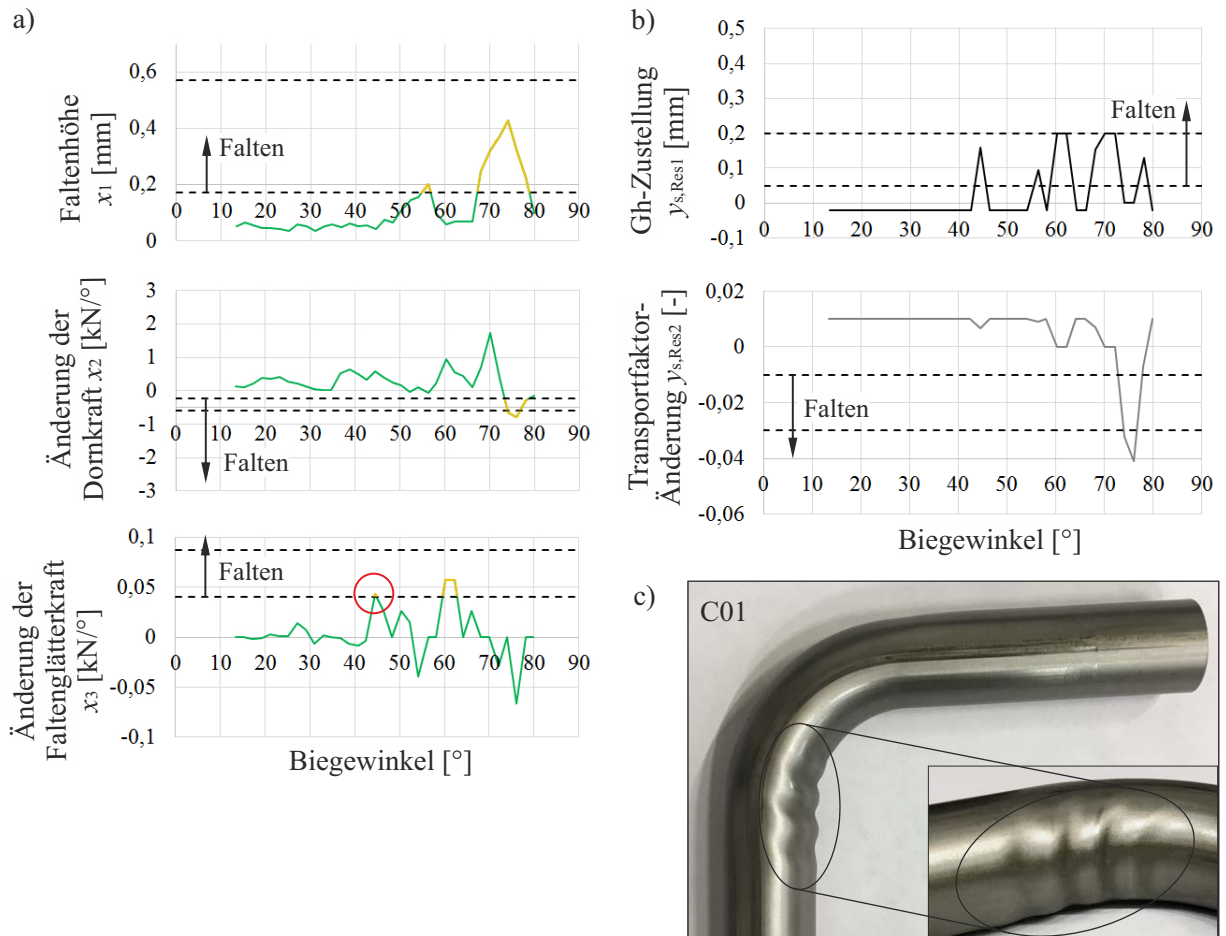 a)
Faltenhöhe
x1 [mm]
0,6
0,4
0,2
0
Falten
0 10 20 30 40 50 60 70 80 90
Änderung der
Dornkraft x2 [kN/°]
3
2
1
0
-1
-2
-3
0 10 20 30 40 50 60 70 80 90
Falten
Änderung der
Faltenglätterkraft
x3 [kN/°]
0,1
0,05
0
-0,05
-0,1
Falten
0 10 20 30 40 50 60 70 80 90
Biegewinkel [°]
b)
Gh-Zustellung
ys,Res1 [mm]
0,5
0,4
0,3
0,2
0,1
0
-0,1
Falten
0 10 20 30 40 50 60 70 80 90
Transportfaktor-
Änderung ys,Res2 [-]
0,02
0
-0,02
-0,04
-0,06
Falten
0 10 20 30 40 50 60 70 80 90
Biegewinkel [°]
c)
C01